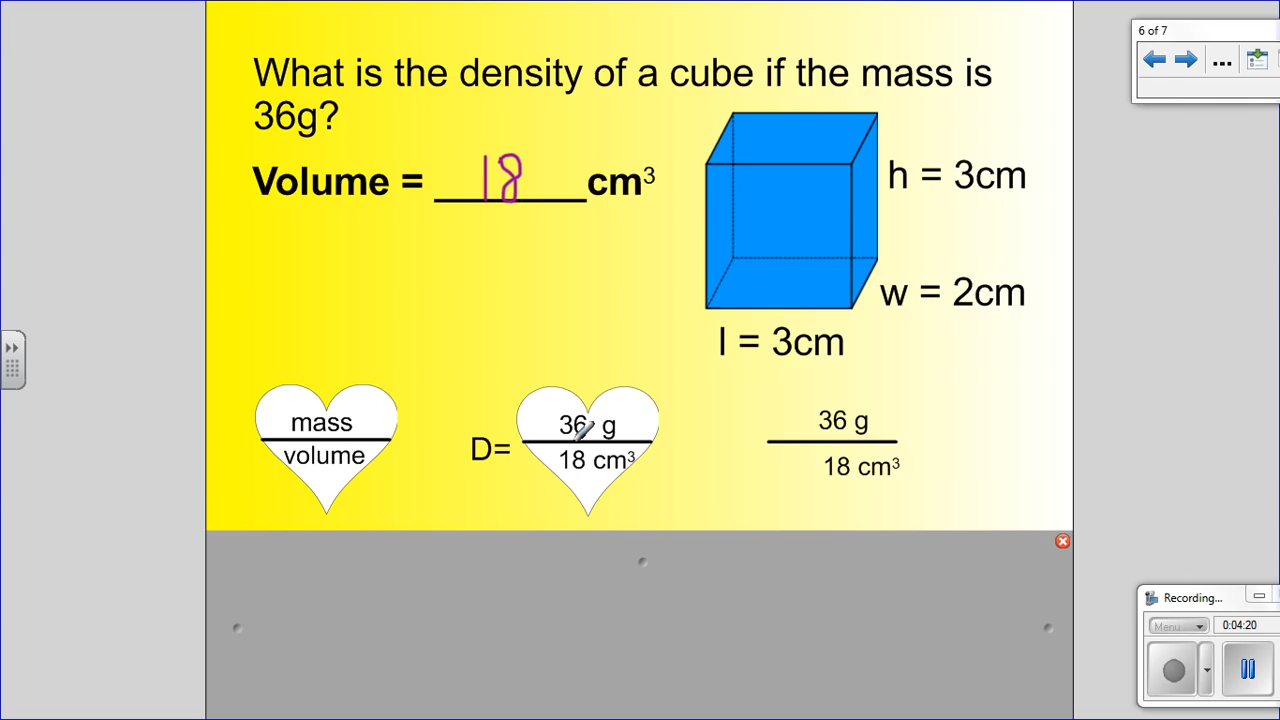 What is the density of a cube if the mass is
36g?
Volume = 18 cm³
h = 3cm
w = 2cm
l = 3cm
mass
volume
D=
36 g
18 cm³
36 g
18 cm³
6 of 7
...
Recording...
Menu
0:04:20